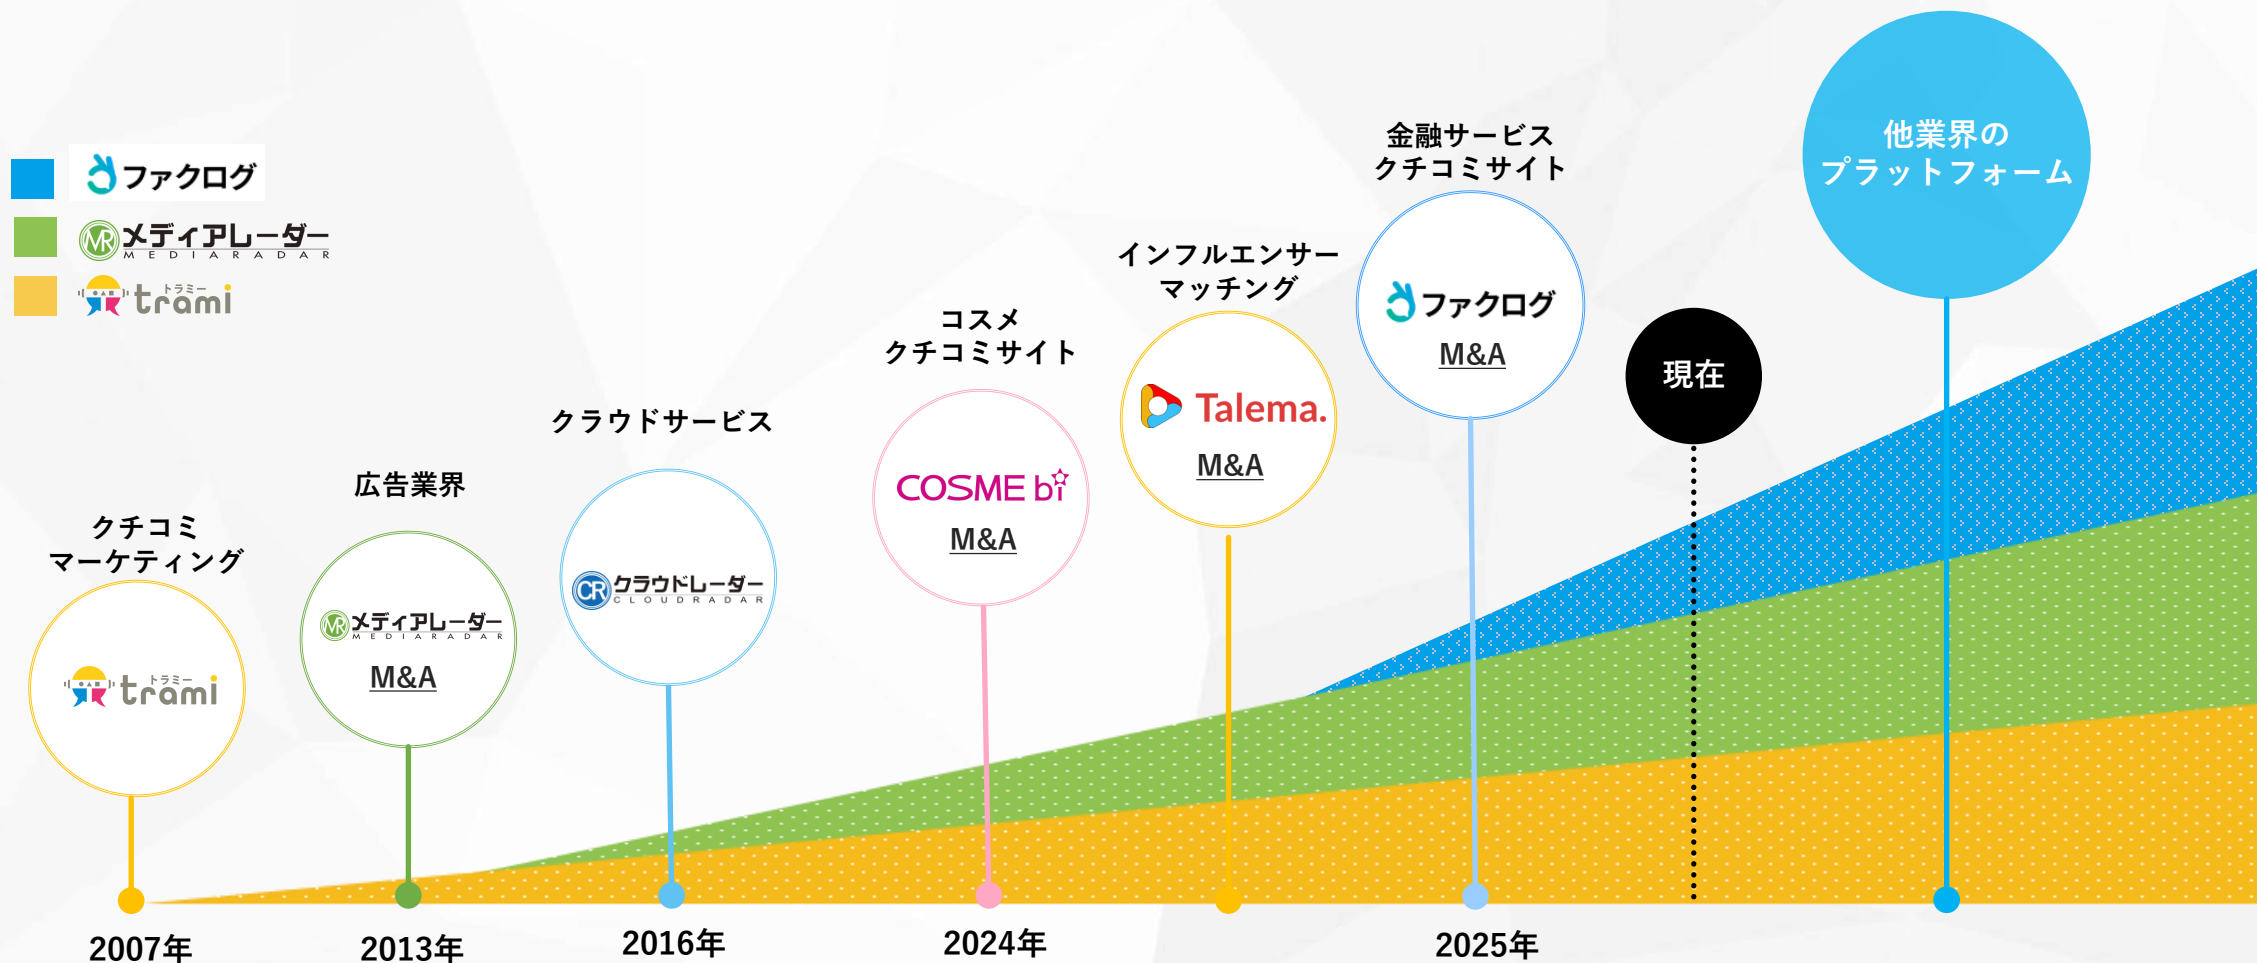 ファクログ
メディアレーダー
MEDIARADAR
トラミー
trami
クチコミ
マーケティング
トラミー
trami
2007年
広告業界
メディアレーダー
MEDIARADAR
M&A
2013年
クラウドサービス
CR クラウドレーダー
CLOUDRADAR
2016年
コスメ
クチコミサイト
COSME bi
M&A
2024年
インフルエンサー
マッチング
Talema.
M&A
金融サービス
クチコミサイト
ファクログ
M&A
2025年
現在
他業界の
プラットフォーム